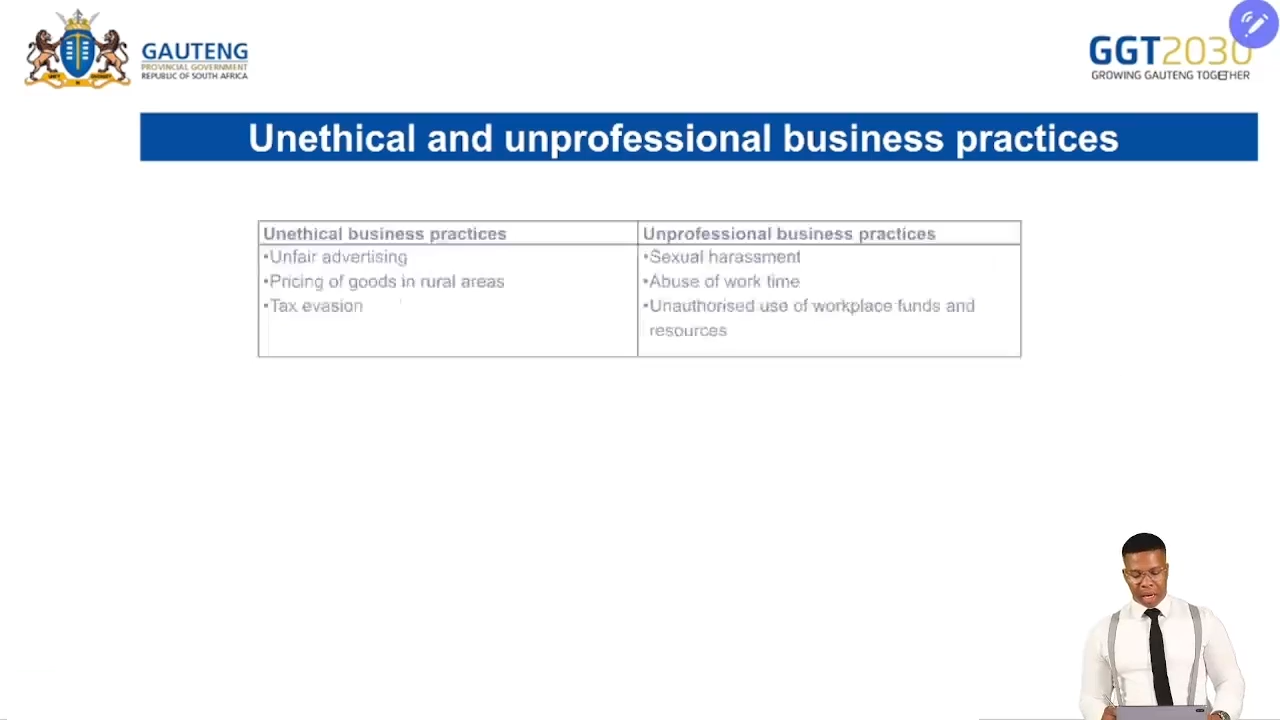 GAUTENG
PROVINCIAL GOVERNMENT
REPUBLIC OF SOUTH AFRICA
GGT2030
GROWING GAUTENG TOGETHER
Unethical and unprofessional business practices
Unethical business practices
•Unfair advertising
•Pricing of goods in rural areas
•Tax evasion
Unprofessional business practices
•Sexual harassment
•Abuse of work time
•Unauthorised use of workplace funds and
resources